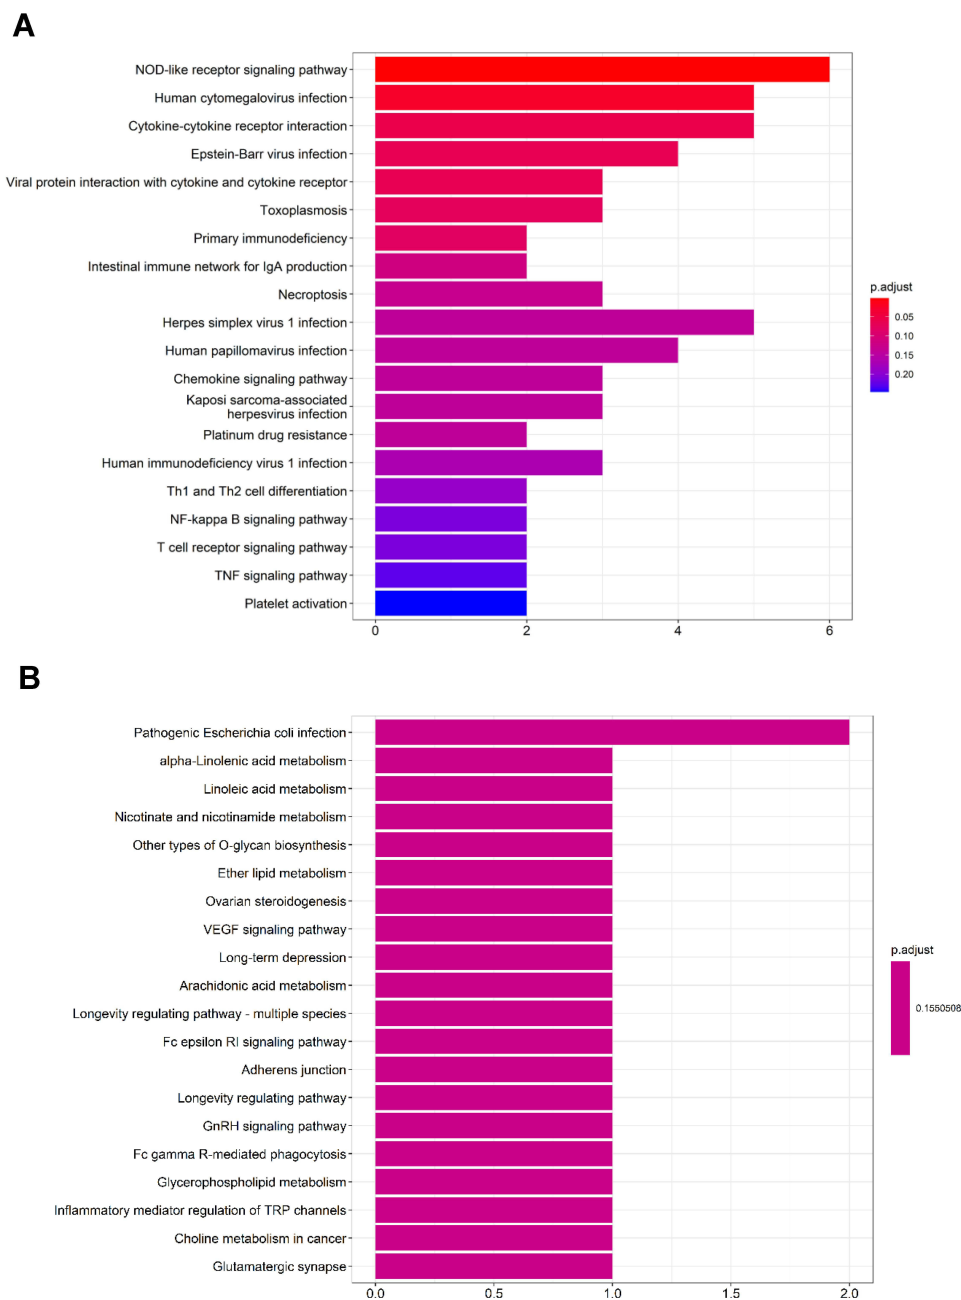 A
NOD-like receptor signaling pathway
Human cytomegalovirus infection
Cytokine-cytokine receptor interaction
Epstein-Barr virus infection
Viral protein interaction with cytokine and cytokine receptor
Toxoplasmosis
Primary immunodeficiency
Intestinal immune network for IgA production
Necroptosis
Herpes simplex virus 1 infection
Human papillomavirus infection
Chemokine signaling pathway
Kaposi sarcoma-associated
herpesvirus infection
Platinum drug resistance
Human immunodeficiency virus 1 infection
Th1 and Th2 cell differentiation
NF-kappa B signaling pathway
T cell receptor signaling pathway
TNF signaling pathway
Platelet activation
0 2 4 6
p.adjust
0.05
0.10
0.15
0.20
B
Pathogenic Escherichia coli infection
alpha-Linolenic acid metabolism
Linoleic acid metabolism
Nicotinate and nicotinamide metabolism
Other types of O-glycan biosynthesis
Ether lipid metabolism
Ovarian steroidogenesis
VEGF signaling pathway
Long-term depression
Arachidonic acid metabolism
Longevity regulating pathway - multiple species
Fc epsilon RI signaling pathway
Adherens junction
Longevity regulating pathway
GnRH signaling pathway
Fc gamma R-mediated phagocytosis
Glycerophospholipid metabolism
Inflammatory mediator regulation of TRP channels
Choline metabolism in cancer
Glutamatergic synapse
0.0 0.5 1.0 1.5 2.0
p.adjust
0.1550508